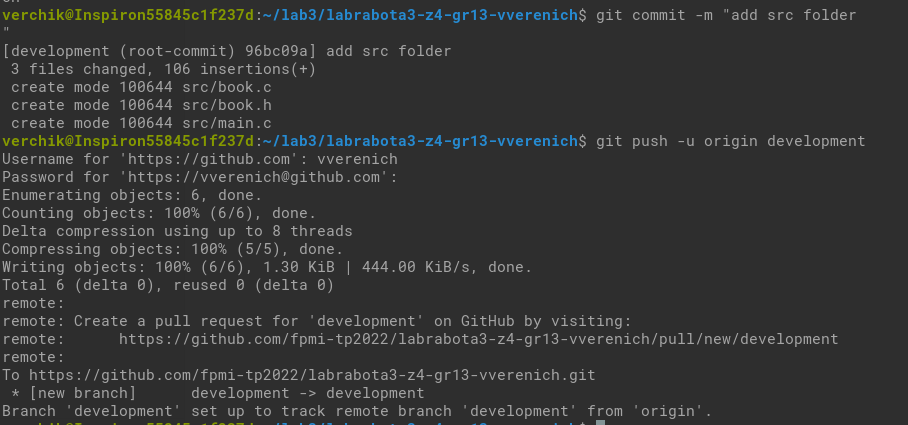 verchik@Inspiron55845c1f237d:~/lab3/labrabota3-z4-gr13-vverenich$ git commit -m "add src folder
"
[development (root-commit) 96bc09a] add src folder
 3 files changed, 106 insertions(+)
 create mode 100644 src/book.c
 create mode 100644 src/book.h
 create mode 100644 src/main.c
verchik@Inspiron55845c1f237d:~/lab3/labrabota3-z4-gr13-vverenich$ git push -u origin development
Username for 'https://github.com': vverenich
Password for 'https://vverenich@github.com':
Enumerating objects: 6, done.
Counting objects: 100% (6/6), done.
Delta compression using up to 8 threads
Compressing objects: 100% (5/5), done.
Writing objects: 100% (6/6), 1.30 KiB | 444.00 KiB/s, done.
Total 6 (delta 0), reused 0 (delta 0)
remote:
remote: Create a pull request for 'development' on GitHub by visiting:
remote:      https://github.com/fpmi-tp2022/labrabota3-z4-gr13-vverenich/pull/new/development
remote:
To https://github.com/fpmi-tp2022/labrabota3-z4-gr13-vverenich.git
 * [new branch]      development -> development
Branch 'development' set up to track remote branch 'development' from 'origin'.